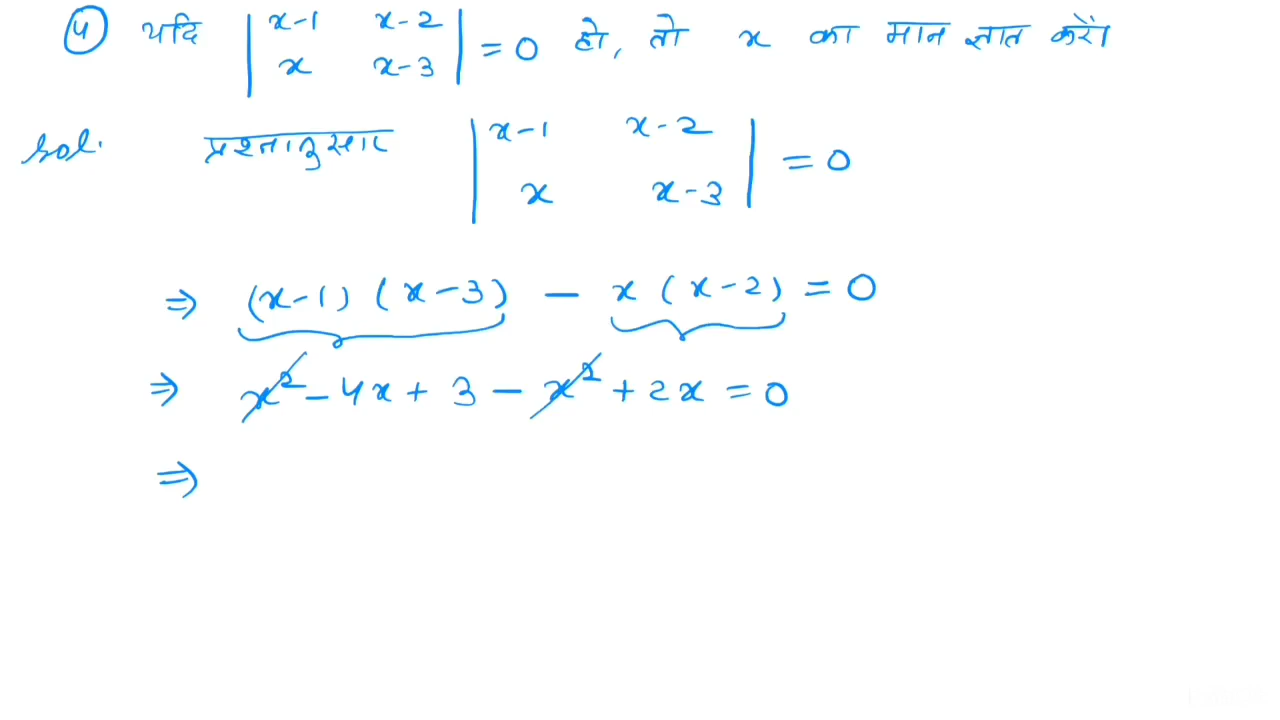 (4) यदि | x-1 x-2 | = 0 हो, तो x का मान ज्ञात करें।
| x x-3 |
Sol. प्रश्नानुसार | x-1 x-2 | = 0
| x x-3 |
⇒ (x-1) (x-3) - x (x-2) = 0
⇒ x² - 4x + 3 - x² + 2x = 0
⇒